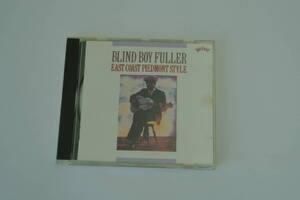 BLIND BOY FULLER
EAST COAST PIEDMONT STYLE